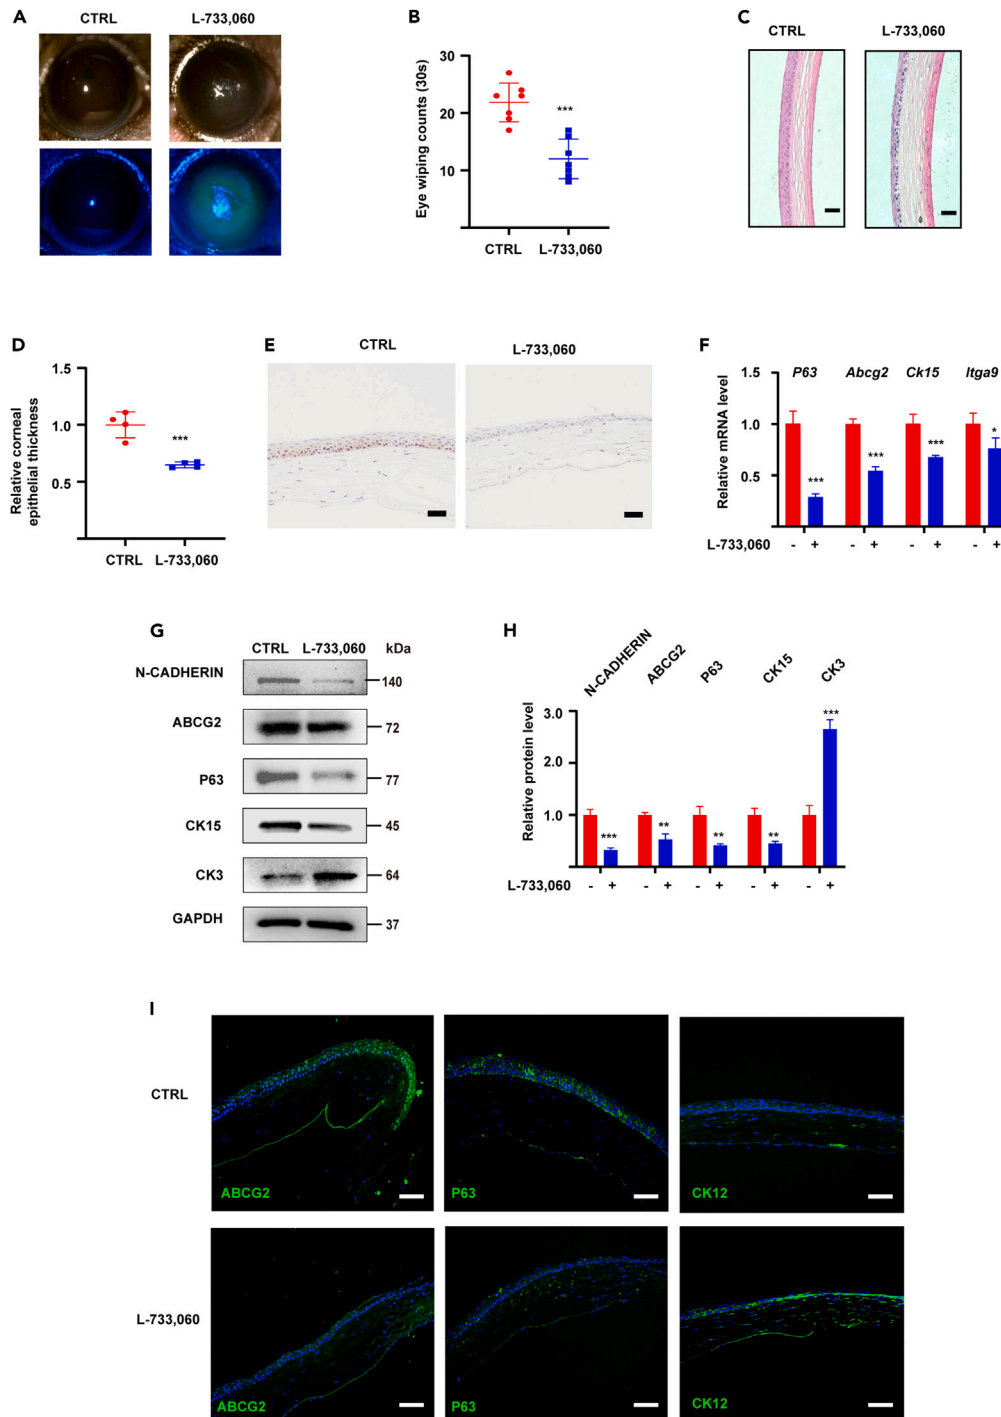 A
CTRL
L-733,060
B
Eye wiping counts (30s)
30
20
10
***
CTRL
L-733,060
C
CTRL
L-733,060
D
Relative corneal
epithelial thickness
1.5
1.0
0.5
***
CTRL
L-733,060
E
CTRL
L-733,060
F
Relative mRNA level
1.5
1.0
0.5
P63
Abcg2
Ck15
Itga9
***
***
***
*
L-733,060
- + - + - + - +
G
CTRL
L-733,060
kDa
N-CADHERIN
140
ABCG2
72
P63
77
CK15
45
CK3
64
GAPDH
37
H
N-CADHERIN
ABCG2
P63
CK15
CK3
Relative protein level
3.0
2.0
1.0
***
**
**
**
***
L-733,060
- + - + - + - + - +
I
CTRL
ABCG2
P63
CK12
L-733,060
ABCG2
P63
CK12